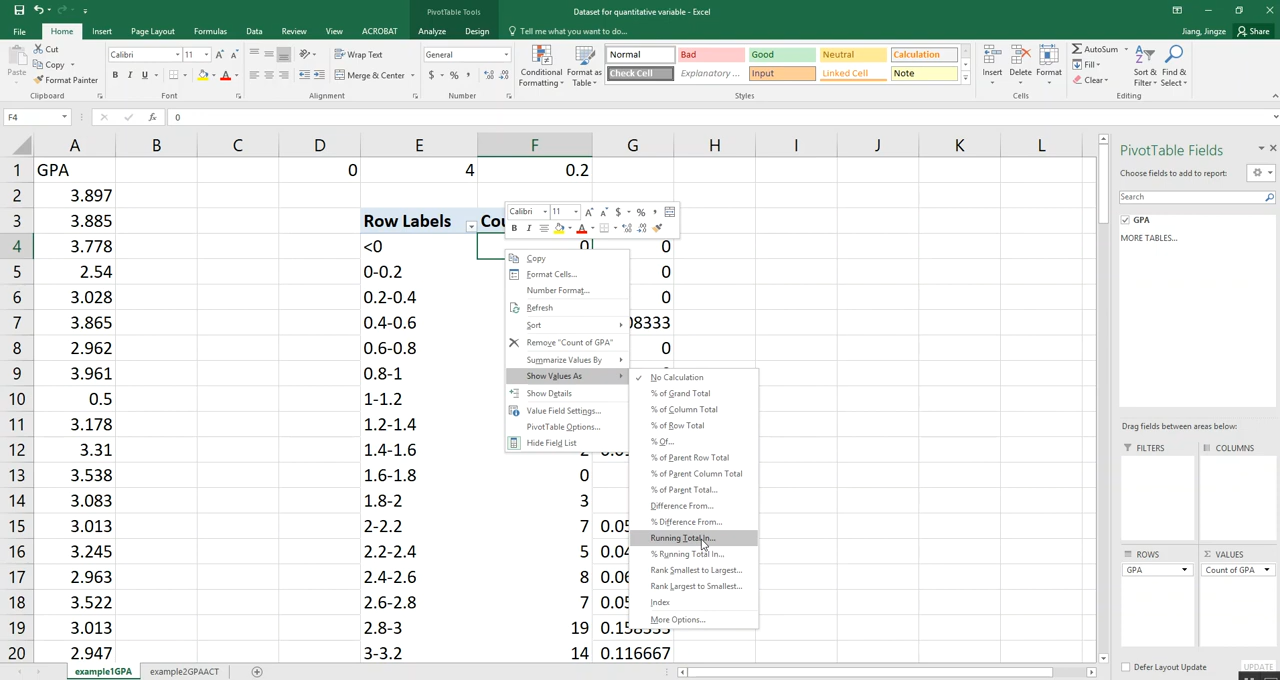 PivotTable Tools
Dataset for quantitative variable - Excel
File
Home
Insert
Page Layout
Formulas
Data
Review
View
ACROBAT
Analyze
Design
Tell me what you want to do...
Jiang, Jingze
Share
Paste
Cut
Copy
Format Painter
Clipboard
Calibri
11
B I U
Font
Wrap Text
Merge & Center
Alignment
General
$ % ,
Number
Conditional
Formatting
Format as
Table
Normal
Bad
Good
Neutral
Calculation
Check Cell
Explanatory ...
Input
Linked Cell
Note
Styles
Insert
Delete
Format
Cells
AutoSum
Fill
Clear
Sort &
Filter
Find &
Select
Editing
F4
fx
0
A B C D E F G H I J K L
1 GPA 0 4 0.2
2 3.897
3 3.885 Row Labels
4 3.778 <0 0 0
5 2.54 0-0.2 0
6 3.028 0.2-0.4 0
7 3.865 0.4-0.6 08333
8 2.962 0.6-0.8 0
9 3.961 0.8-1
10 0.5 1-1.2
11 3.178 1.2-1.4
12 3.31 1.4-1.6
13 3.538 1.6-1.8 0
14 3.083 1.8-2 3
15 3.013 2-2.2 7
16 3.245 2.2-2.4 5
17 2.963 2.4-2.6 8
18 3.522 2.6-2.8 7
19 3.013 2.8-3 19 0.158333
20 2.947 3-3.2 14 0.116667
Calibri 11 $ % ,
B I
Copy
Format Cells...
Number Format...
Refresh
Sort
Remove "Count of GPA"
Summarize Values By
Show Values As
Show Details
Value Field Settings...
PivotTable Options...
Hide Field List
No Calculation
% of Grand Total
% of Column Total
% of Row Total
% Of...
% of Parent Row Total
% of Parent Column Total
% of Parent Total...
Difference From...
% Difference From...
Running Total In...
% Running Total In...
Rank Smallest to Largest...
Rank Largest to Smallest...
Index
More Options...
PivotTable Fields
Choose fields to add to report:
Search
GPA
MORE TABLES...
Drag fields between areas below:
FILTERS
COLUMNS
ROWS
VALUES
GPA
Count of GPA
Defer Layout Update
UPDATE
example1GPA
example2GPAACT